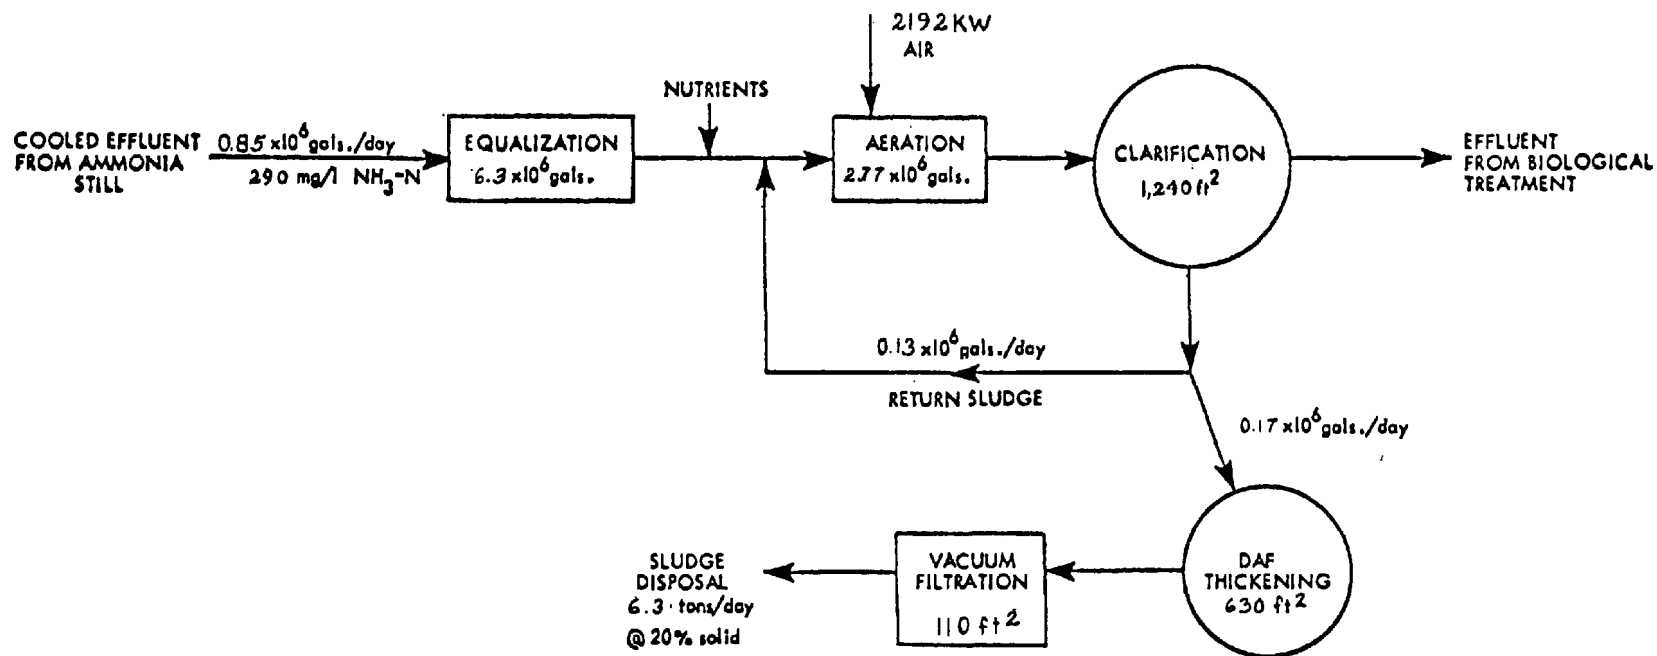 2192 KW
AIR
NUTRIENTS
COOLED EFFLUENT
FROM AMMONIA
STILL
0.85 x10⁶ gals./day
290 mg/l NH₃-N
EQUALIZATION
6.3 x10⁶ gals.
AERATION
2.77 x10⁶ gals.
CLARIFICATION
1,240 ft²
EFFLUENT
FROM BIOLOGICAL
TREATMENT
0.13 x10⁶ gals./day
RETURN SLUDGE
0.17 x10⁶ gals./day
SLUDGE
DISPOSAL
6.3 tons/day
@ 20% solid
VACUUM
FILTRATION
110 ft²
DAF
THICKENING
630 ft²